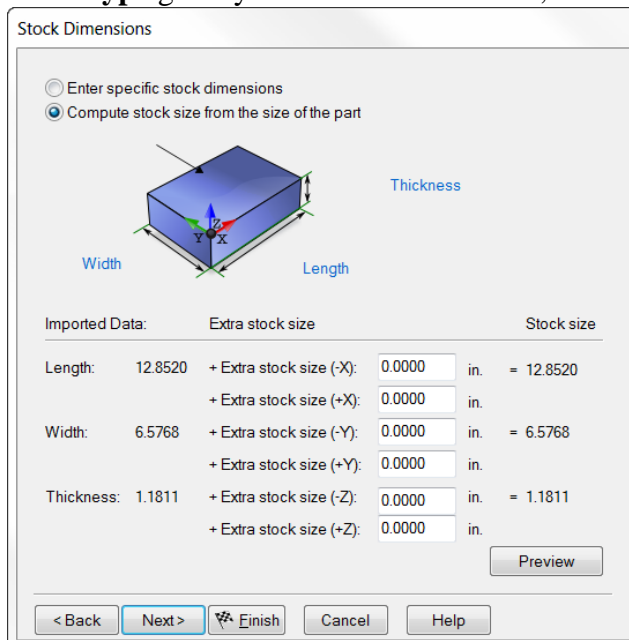 Stock Dimensions
Enter specific stock dimensions
Compute stock size from the size of the part
Thickness
Z
Y X
Width
Length
Imported Data: Extra stock size Stock size
Length: 12.8520 + Extra stock size (-X): 0.0000 in. = 12.8520
+ Extra stock size (+X): 0.0000 in.
Width: 6.5768 + Extra stock size (-Y): 0.0000 in. = 6.5768
+ Extra stock size (+Y): 0.0000 in.
Thickness: 1.1811 + Extra stock size (-Z): 0.0000 in. = 1.1811
+ Extra stock size (+Z): 0.0000 in.
Preview
< Back Next > Finish Cancel Help